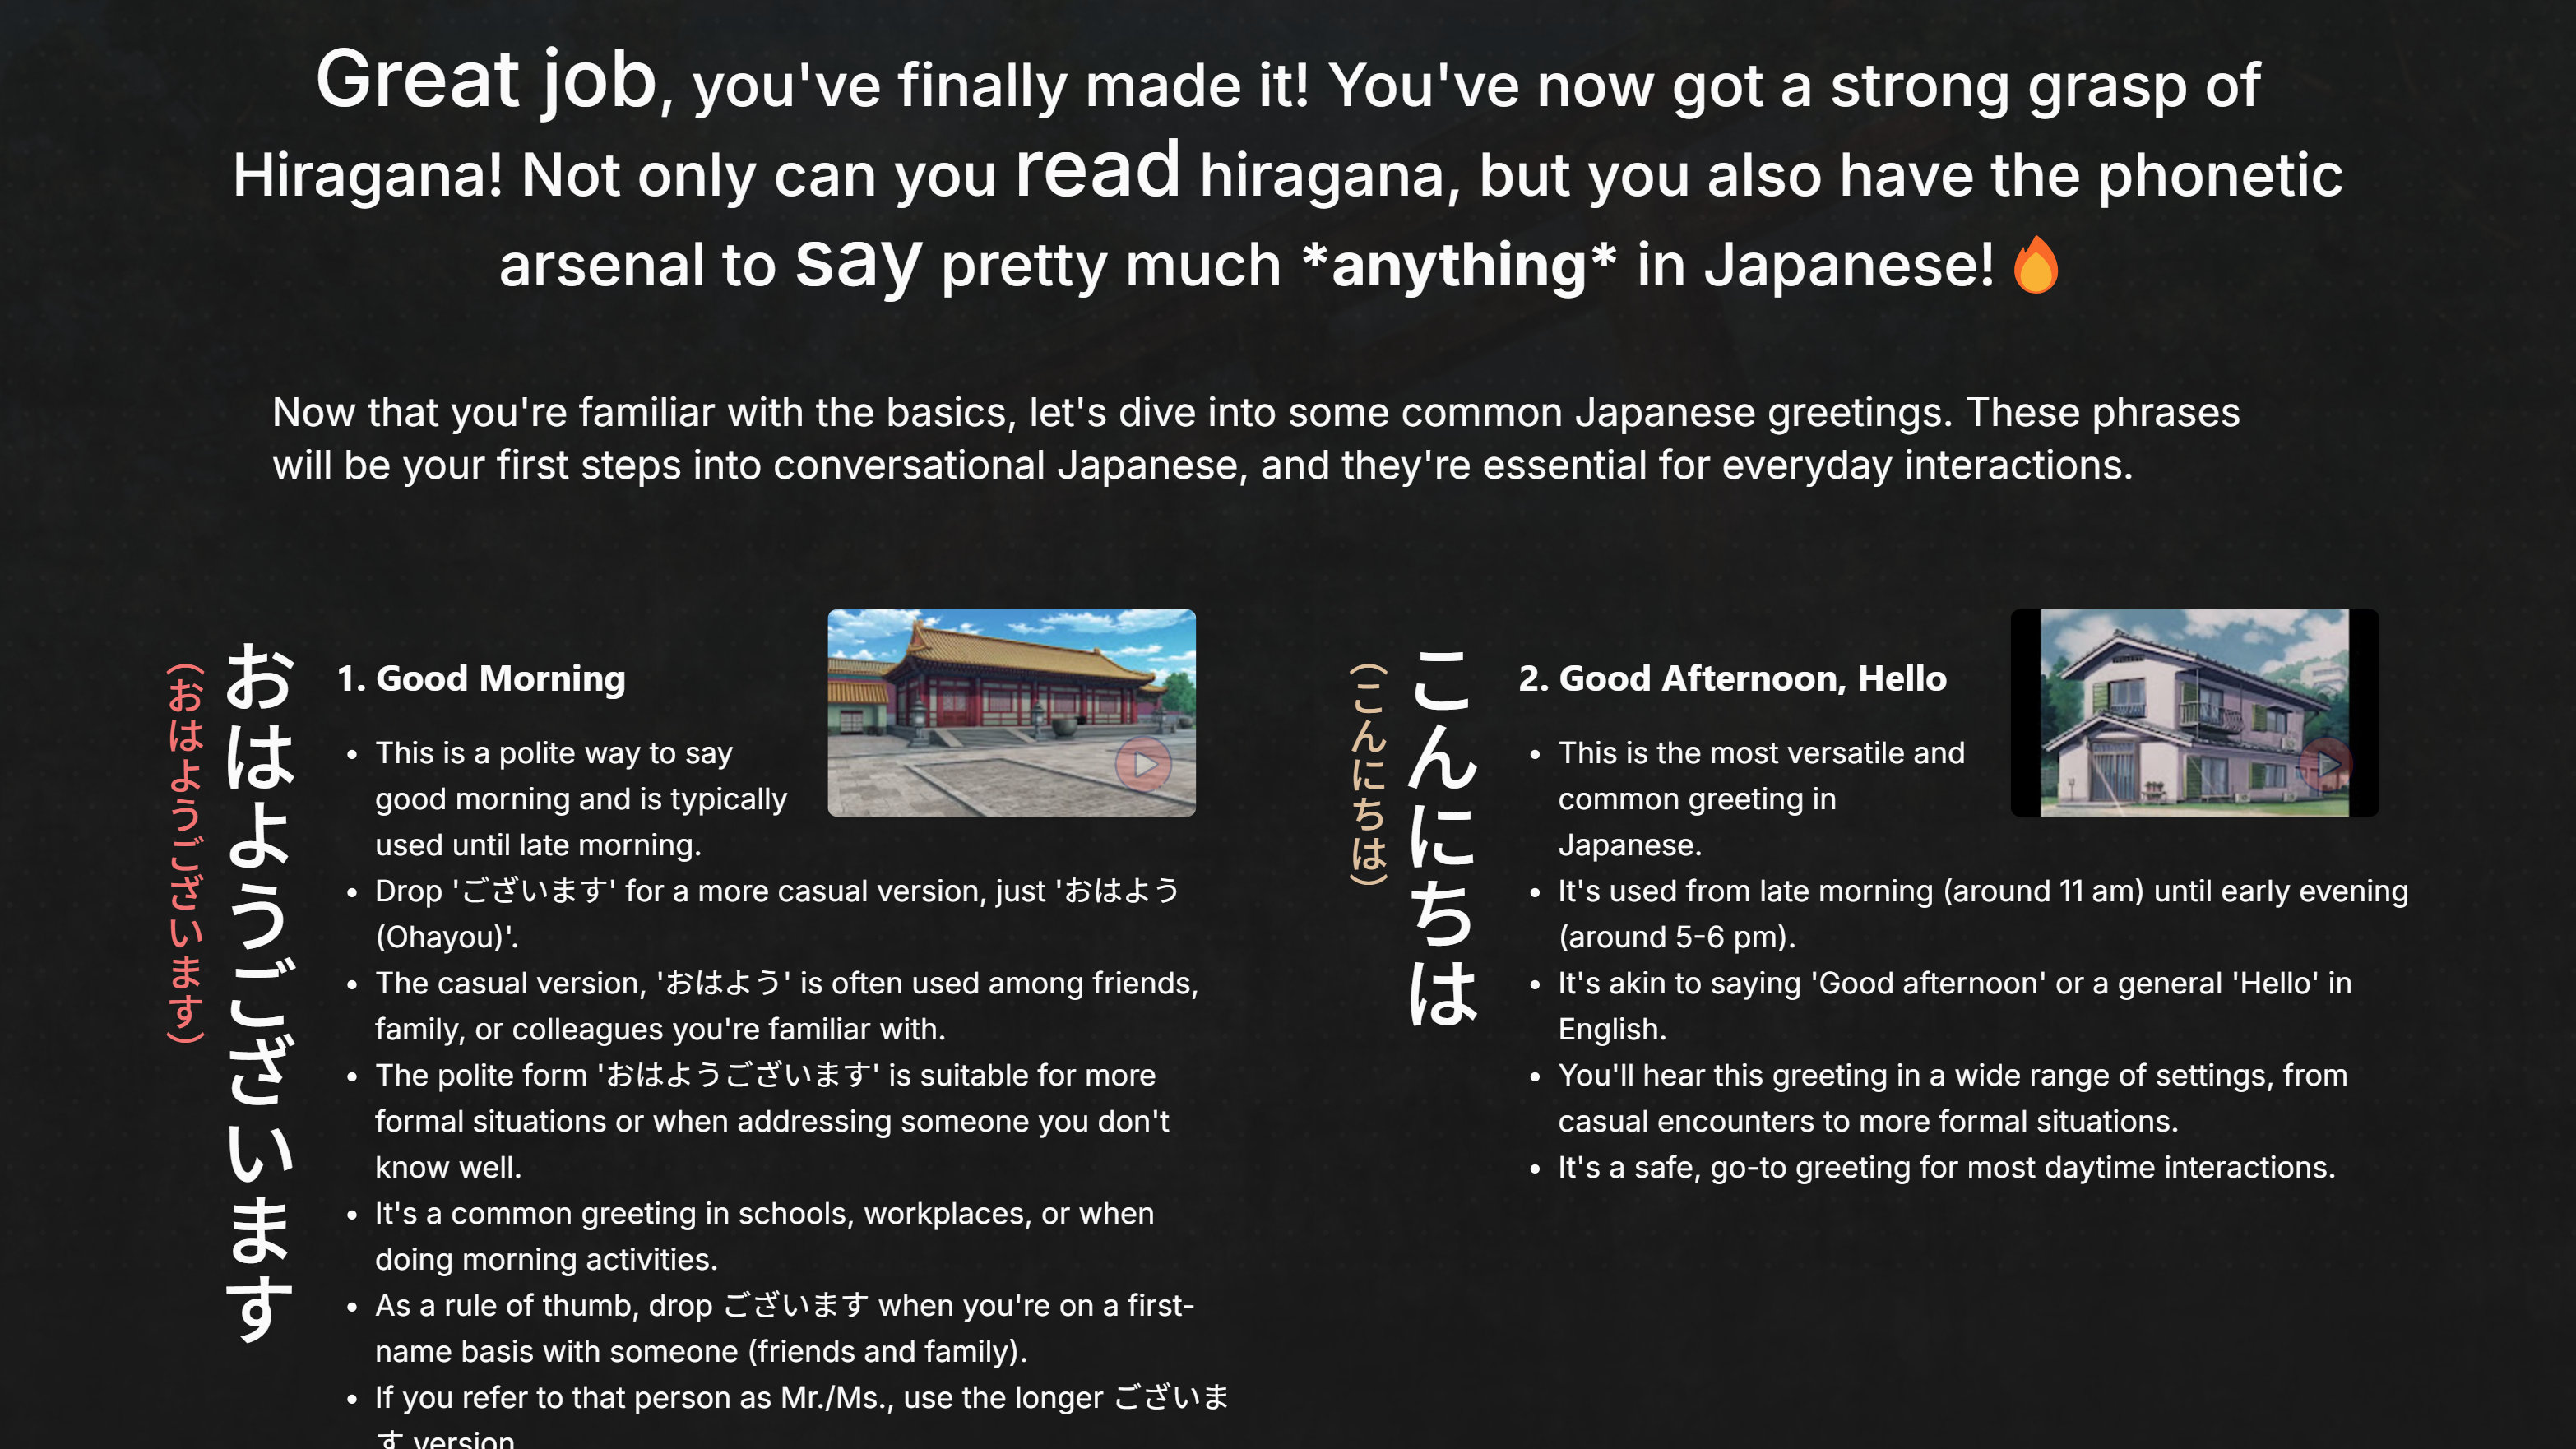 Great job, you've finally made it! You've now got a strong grasp of
Hiragana! Not only can you read hiragana, but you also have the phonetic
arsenal to say pretty much *anything* in Japanese! 🔥
Now that you're familiar with the basics, let's dive into some common Japanese greetings. These phrases
will be your first steps into conversational Japanese, and they're essential for everyday interactions.
おはようございます
(おはようございます)
1. Good Morning
• This is a polite way to say
good morning and is typically
used until late morning.
• Drop 'ございます' for a more casual version, just 'おはよう
(Ohayou)'.
• The casual version, 'おはよう' is often used among friends,
family, or colleagues you're familiar with.
• The polite form 'おはようございます' is suitable for more
formal situations or when addressing someone you don't
know well.
• It's a common greeting in schools, workplaces, or when
doing morning activities.
• As a rule of thumb, drop ございます when you're on a first-
name basis with someone (friends and family).
• If you refer to that person as Mr./Ms., use the longer ございま
す version
こんにちは
(こんにちは)
2. Good Afternoon, Hello
• This is the most versatile and
common greeting in
Japanese.
• It's used from late morning (around 11 am) until early evening
(around 5-6 pm).
• It's akin to saying 'Good afternoon' or a general 'Hello' in
English.
• You'll hear this greeting in a wide range of settings, from
casual encounters to more formal situations.
• It's a safe, go-to greeting for most daytime interactions.